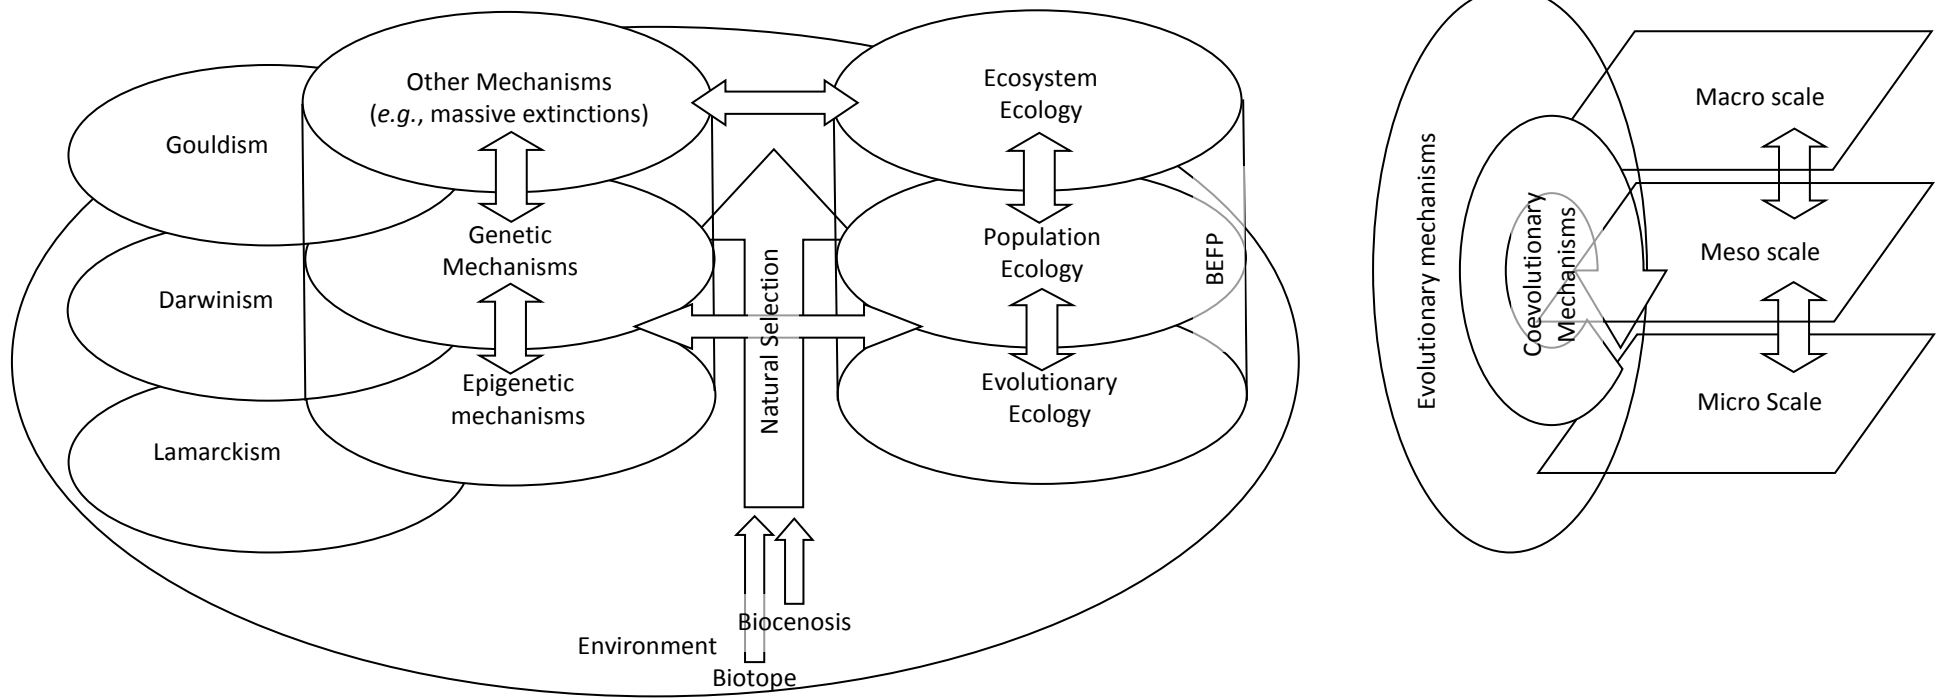 Gouldism
Darwinism
Lamarckism
Other Mechanisms
(e.g., massive extinctions)
Genetic
Mechanisms
Epigenetic
mechanisms
Natural Selection
Ecosystem
Ecology
Population
Ecology
Evolutionary
Ecology
BEFP
Biocenosis
Environment
Biotope
Evolutionary mechanisms
Coevolutionary
Mechanisms
Macro scale
Meso scale
Micro Scale